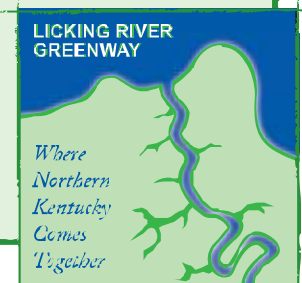 LICKING RIVER
GREENWAY
Where
Northern
Kentucky
Comes
Together